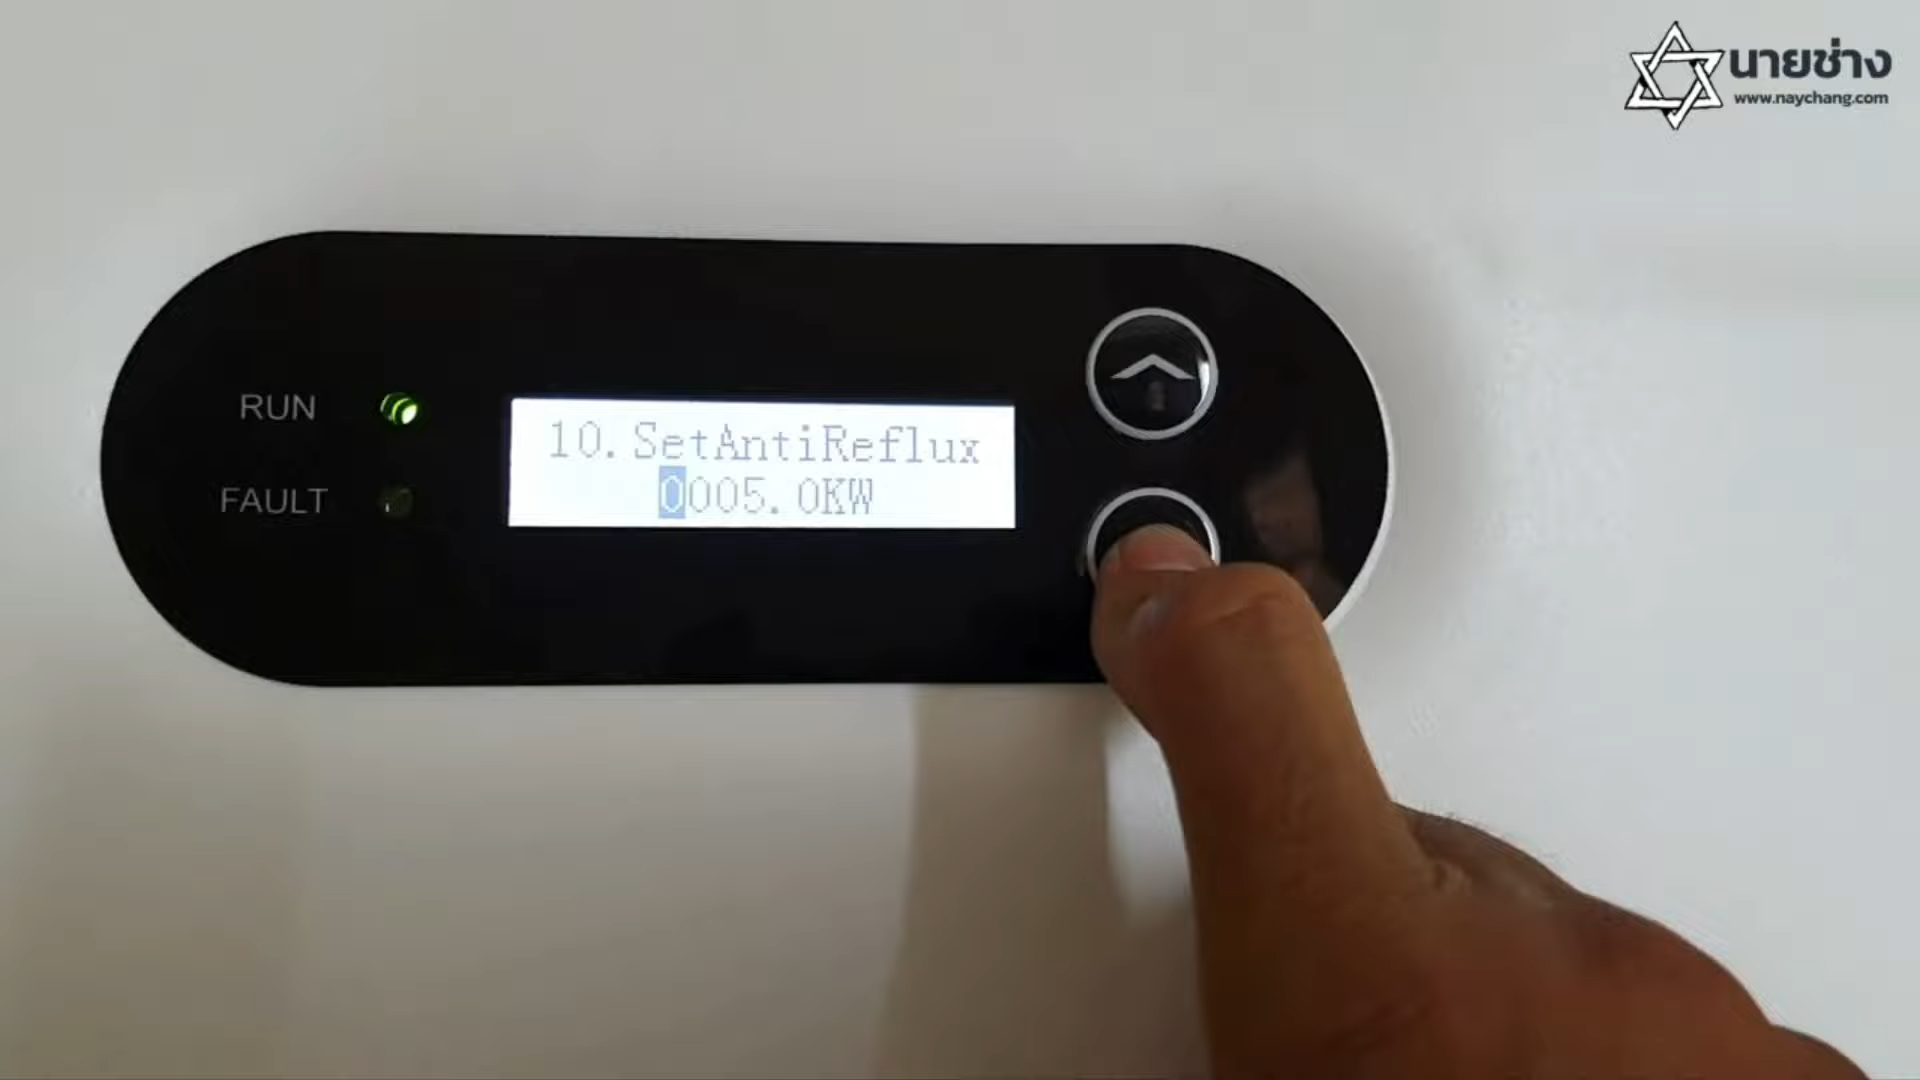 นายช่าง
www.naychang.com
RUN
FAULT
10.SetAntiReflux
0005.0KW